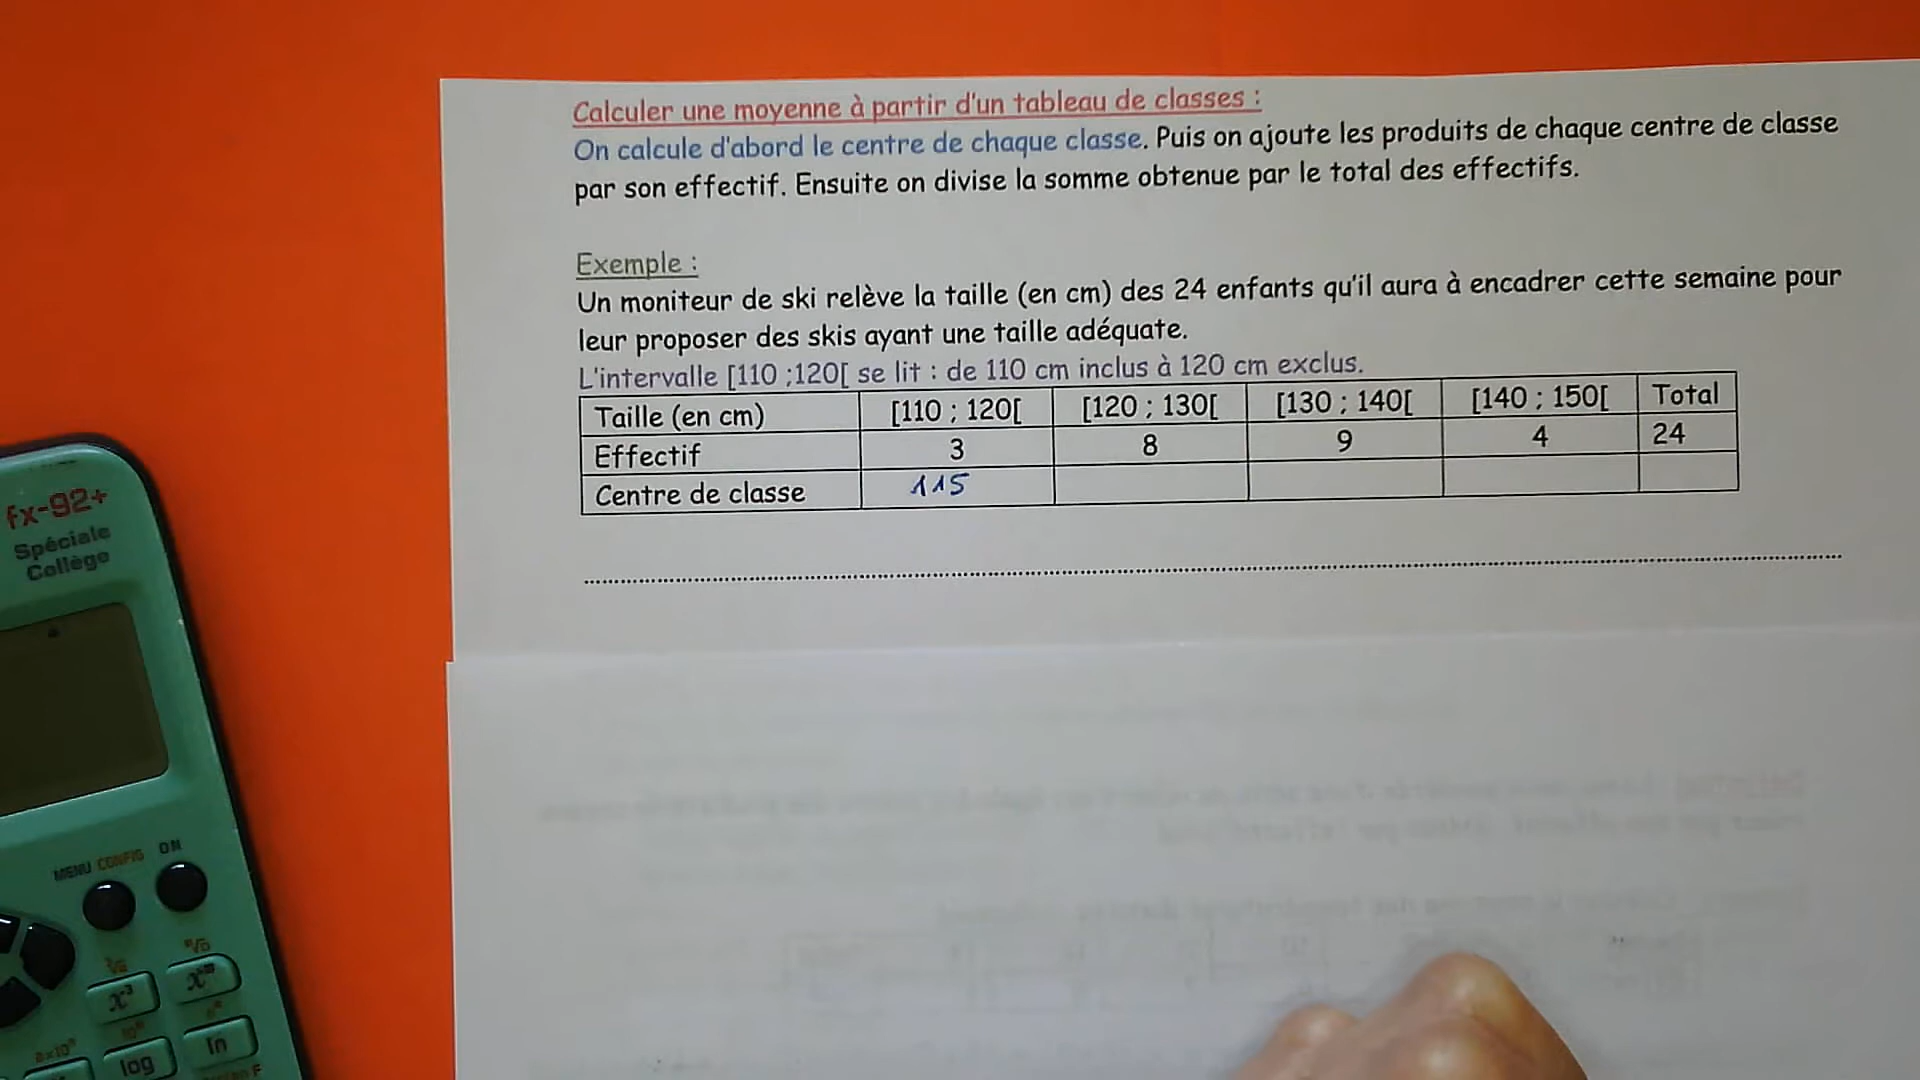 Calculer une moyenne à partir d'un tableau de classes :
On calcule d'abord le centre de chaque classe. Puis on ajoute les produits de chaque centre de classe
par son effectif. Ensuite on divise la somme obtenue par le total des effectifs.
Exemple :
Un moniteur de ski relève la taille (en cm) des 24 enfants qu'il aura à encadrer cette semaine pour
leur proposer des skis ayant une taille adéquate.
L'intervalle [110 ;120[ se lit : de 110 cm inclus à 120 cm exclus.
Taille (en cm) [110 ; 120[ [120 ; 130[ [130 ; 140[ [140 ; 150[ Total
Effectif 3 8 9 4 24
Centre de classe 115
fx-92+
Spéciale
Collège
MENU CONFIG ON
log
ln